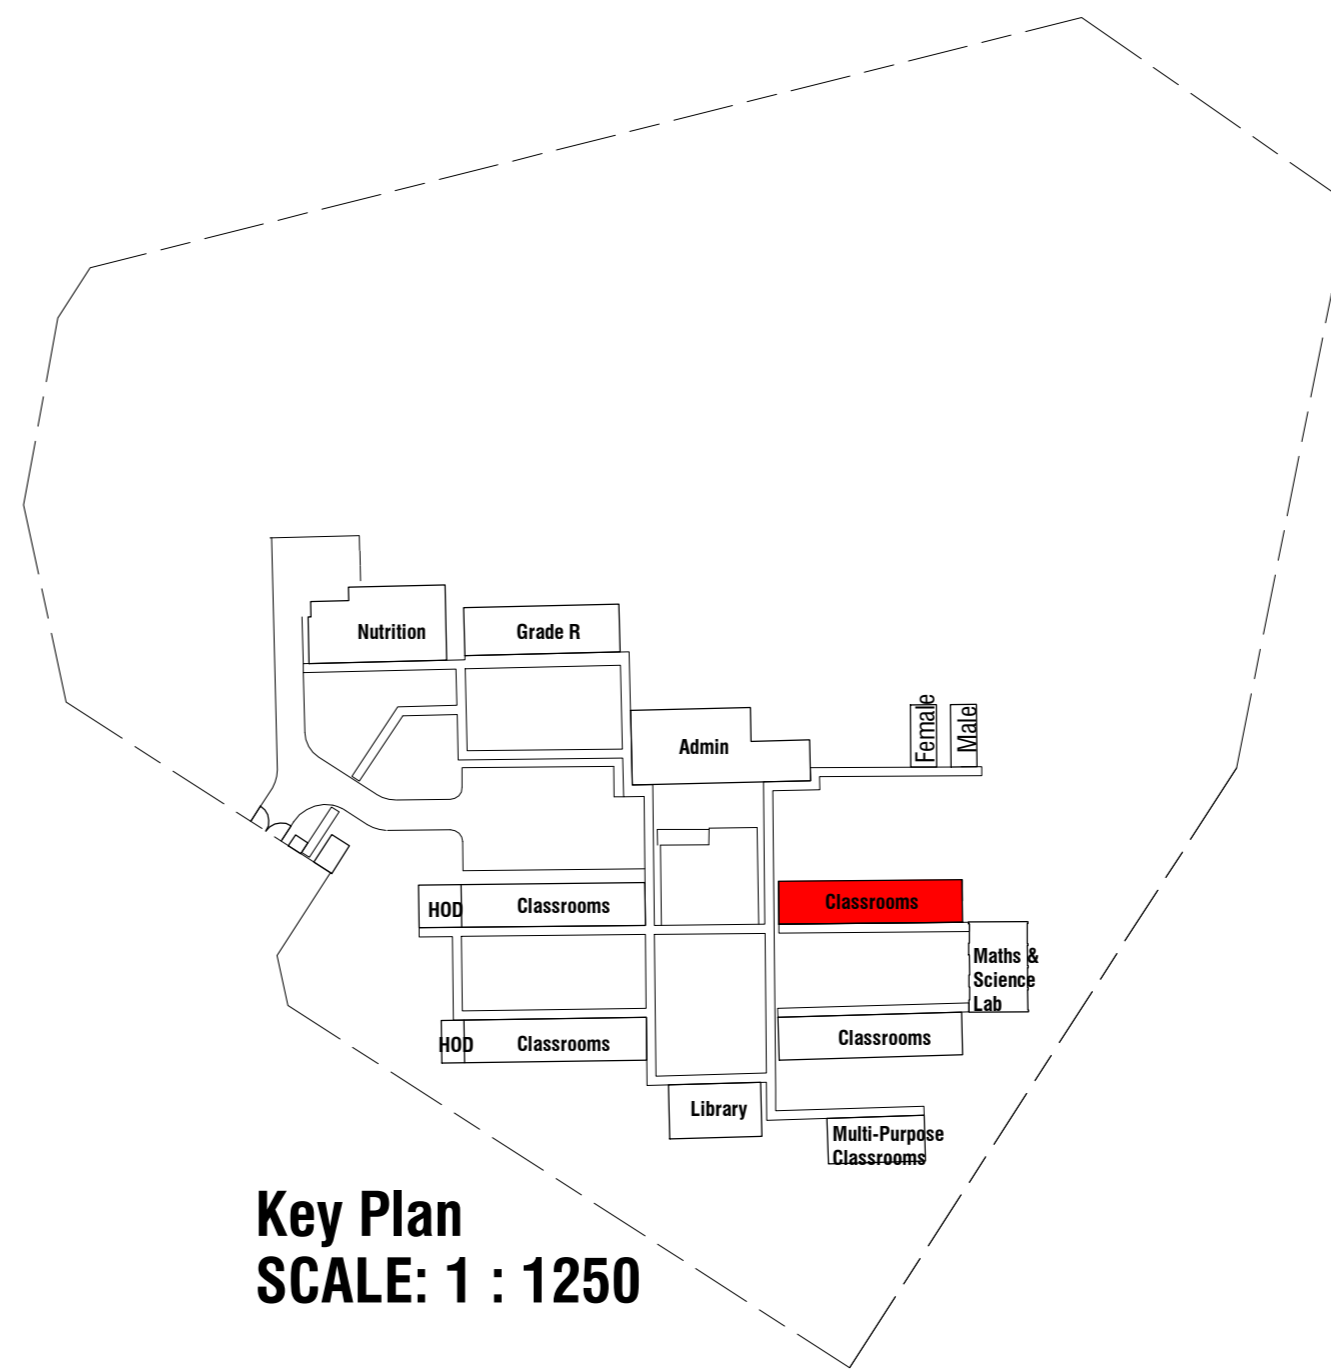 Nutrition
Grade R
Female
Male
Admin
Classrooms
HOD
Classrooms
Maths &
Science
Lab
Classrooms
HOD
Classrooms
Library
Multi-Purpose
Classrooms
Key Plan
SCALE: 1 : 1250